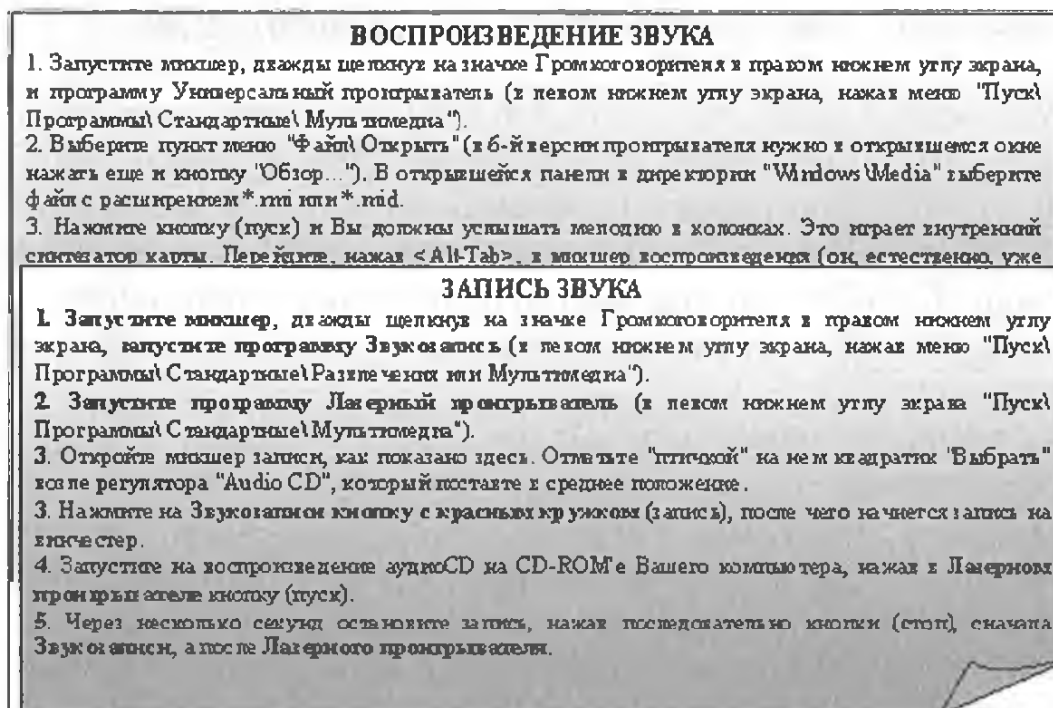 ВОСПРОИЗВЕДЕНИЕ ЗВУКА
1. Запустите микшер, дважды щелкнув на значке Громкоговорителя в правом нижнем углу экрана,
и программу Универсальный проигрыватель (в левом нижнем углу экрана, нажав меню "Пуск\
Программы\ Стандартные\ Мультимедиа").
2. Выберите пункт меню "Файл\ Открыть" (в 6-й версии проигрывателя нужно в открывшемся окне
нажать еще и кнопку "Обзор..."). В открывшейся панели в директории "Windows\Media" выберите
файл с расширением *.rmi или *.mid.
3. Нажмите кнопку (пуск) и Вы должны услышать мелодию в колонках. Это играет внутренний
синтезатор карты. Перейдите, нажав <Alt-Tab>, в микшер воспроизведения (он, естественно, уже
ЗАПИСЬ ЗВУКА
1. Запустите микшер, дважды щелкнув на значке Громкоговорителя в правом нижнем углу
экрана, запустите программу Звукозапись (в левом нижнем углу экрана, нажав меню "Пуск\
Программы\ Стандартные\Развлечения или Мультимедиа").
2. Запустите программу Лазерный проигрыватель (в левом нижнем углу экрана "Пуск\
Программы\ Стандартные\Мультимедиа").
3. Откройте микшер записи, как показано здесь. Отметьте "птичкой" на нем квадратик "Выбрать"
возле регулятора "Audio CD", который поставте в среднее положение.
3. Нажмите на Звукозаписи кнопку с красным кружком (запись), после чего начнется запись на
винчестер.
4. Запустите на воспроизведение аудиоCD на CD-ROM'е Вашего компьютера, нажав в Лазерном
проигрывателе кнопку (пуск).
5. Через несколько секунд остановите запись, нажав последовательно кнопки (стоп), сначала
Звукозаписи, а после Лазерного проигрывателя.